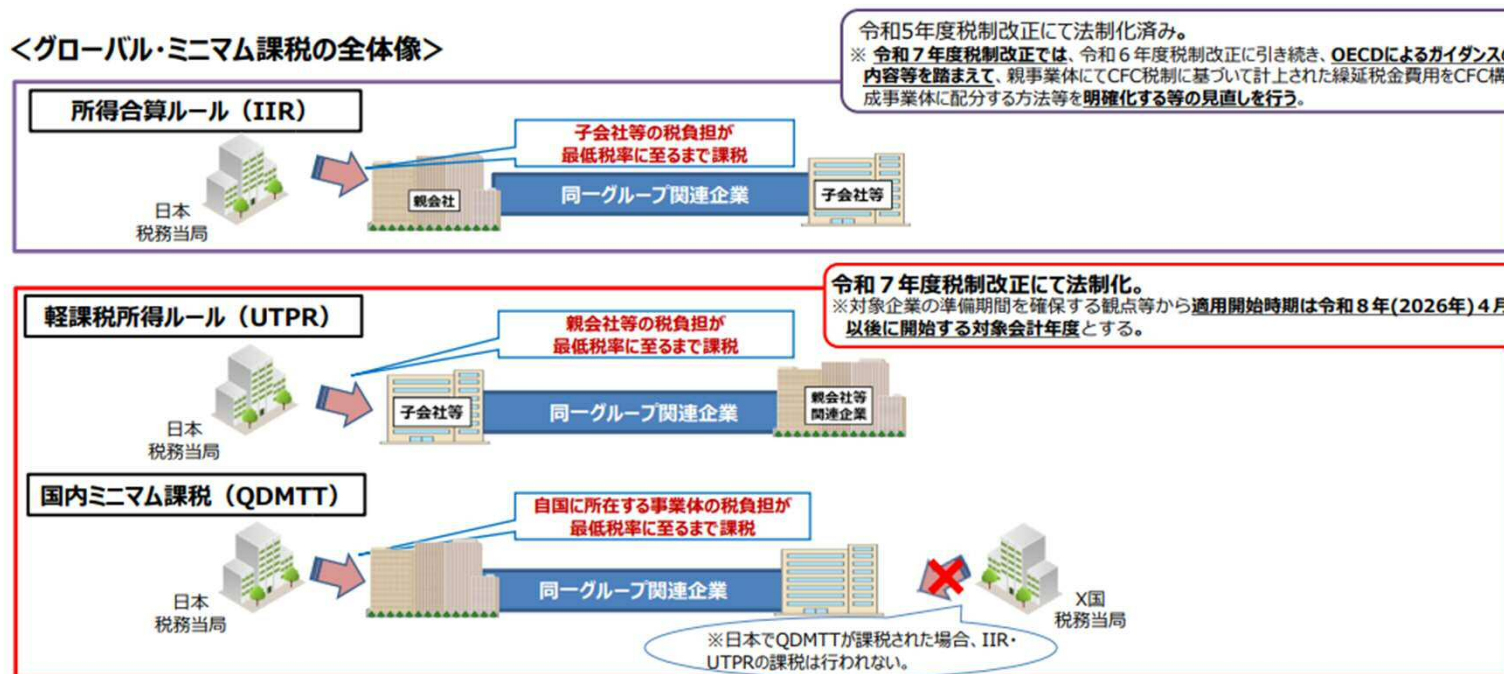 <グローバル・ミニマム課税の全体像>
令和5年度税制改正にて法制化済み。
※ 令和7年度税制改正では、令和6年度税制改正に引き続き、OECDによるガイダンス
内容等を踏まえて、親事業体にてCFC税制に基づいて計上された繰延税金費用をCFC構
成事業体に配分する方法等を明確化する等の見直しを行う。
所得合算ルール（IIR）
子会社等の税負担が
最低税率に至るまで課税
日本
税務当局
親会社
同一グループ関連企業
子会社等
令和７年度税制改正にて法制化。
※対象企業の準備期間を確保する観点等から適用開始時期は令和８年(2026年)４月
以後に開始する対象会計年度とする。
軽課税所得ルール（UTPR）
親会社等の税負担が
最低税率に至るまで課税
日本
税務当局
子会社等
同一グループ関連企業
親会社等
関連企業
国内ミニマム課税（QDMTT）
自国に所在する事業体の税負担が
最低税率に至るまで課税
日本
税務当局
同一グループ関連企業
X国
税務当局
※日本でQDMTTが課税された場合、IIR・
UTPRの課税は行われない。